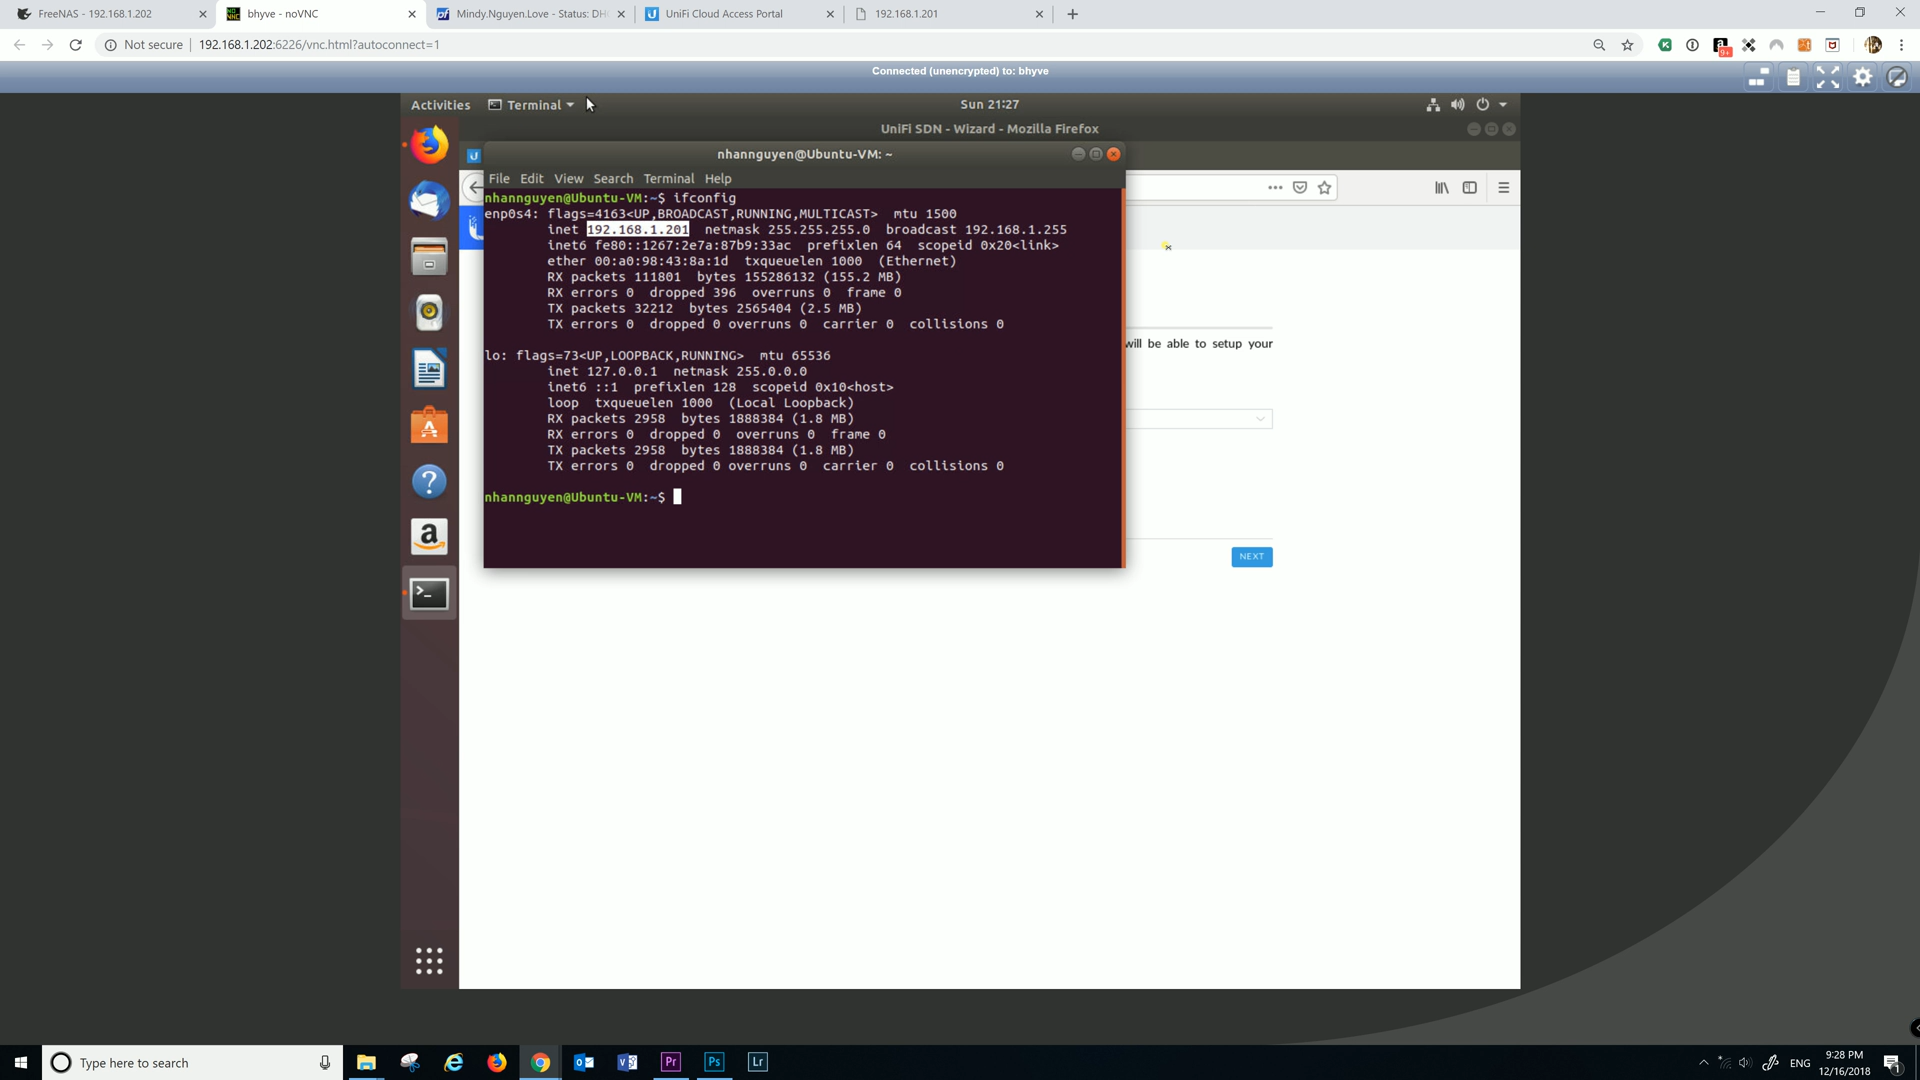 FreeNAS - 192.168.1.202
bhyve - noVNC
Mindy.Nguyen.Love - Status: DH
UniFi Cloud Access Portal
192.168.1.201
Not secure
192.168.1.202:6226/vnc.html?autoconnect=1
9+
Connected (unencrypted) to: bhyve
Activities
Terminal
Sun 21:27
UniFi SDN - Wizard - Mozilla Firefox
nhannguyen@Ubuntu-VM: ~
File Edit View Search Terminal Help
nhannguyen@Ubuntu-VM:~$ ifconfig
enp0s4: flags=4163<UP,BROADCAST,RUNNING,MULTICAST>  mtu 1500
inet 192.168.1.201  netmask 255.255.255.0  broadcast 192.168.1.255
inet6 fe80::1267:2e7a:87b9:33ac  prefixlen 64  scopeid 0x20<link>
ether 00:a0:98:43:8a:1d  txqueuelen 1000  (Ethernet)
RX packets 111801  bytes 155286132 (155.2 MB)
RX errors 0  dropped 396  overruns 0  frame 0
TX packets 32212  bytes 2565404 (2.5 MB)
TX errors 0  dropped 0 overruns 0  carrier 0  collisions 0
lo: flags=73<UP,LOOPBACK,RUNNING>  mtu 65536
inet 127.0.0.1  netmask 255.0.0.0
inet6 ::1  prefixlen 128  scopeid 0x10<host>
loop  txqueuelen 1000  (Local Loopback)
RX packets 2958  bytes 1888384 (1.8 MB)
RX errors 0  dropped 0  overruns 0  frame 0
TX packets 2958  bytes 1888384 (1.8 MB)
TX errors 0  dropped 0 overruns 0  carrier 0  collisions 0
nhannguyen@Ubuntu-VM:~$
will be able to setup your
NEXT
Type here to search
Pr
Ps
Lr
ENG
9:28 PM
12/16/2018
1